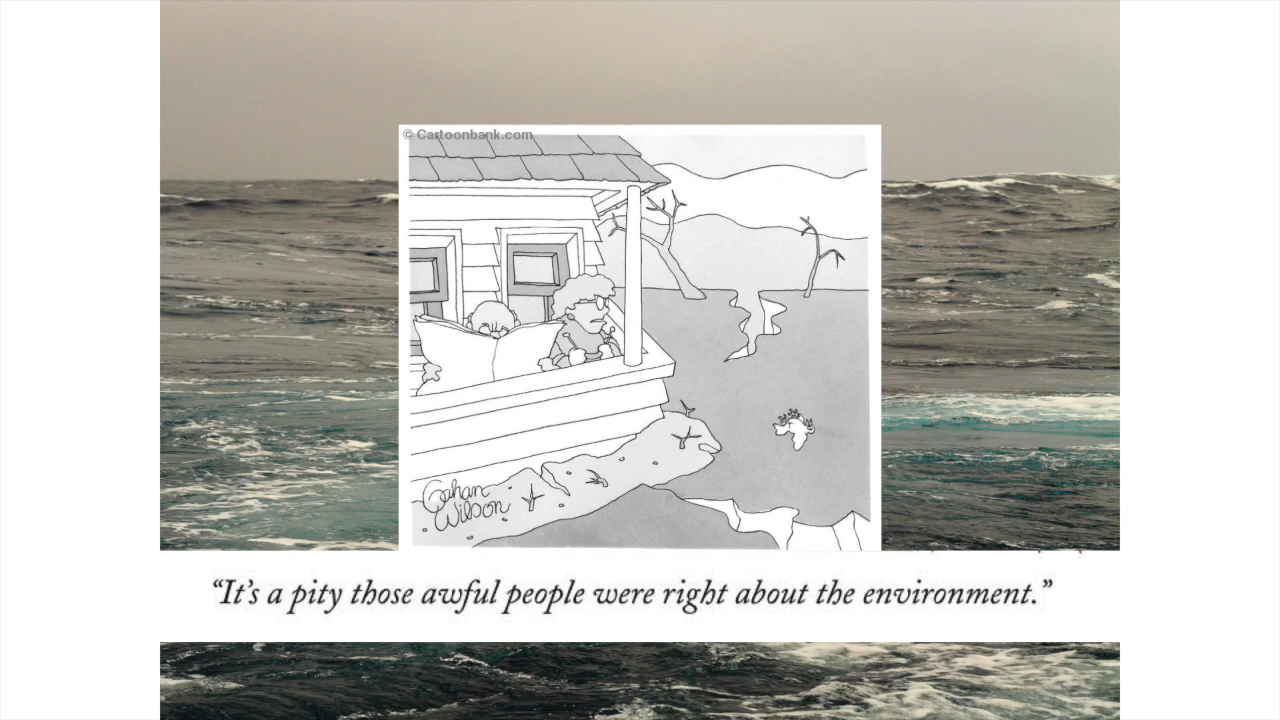 © Cartoonbank.com
Gahan
Wilson
“It’s a pity those awful people were right about the environment.”